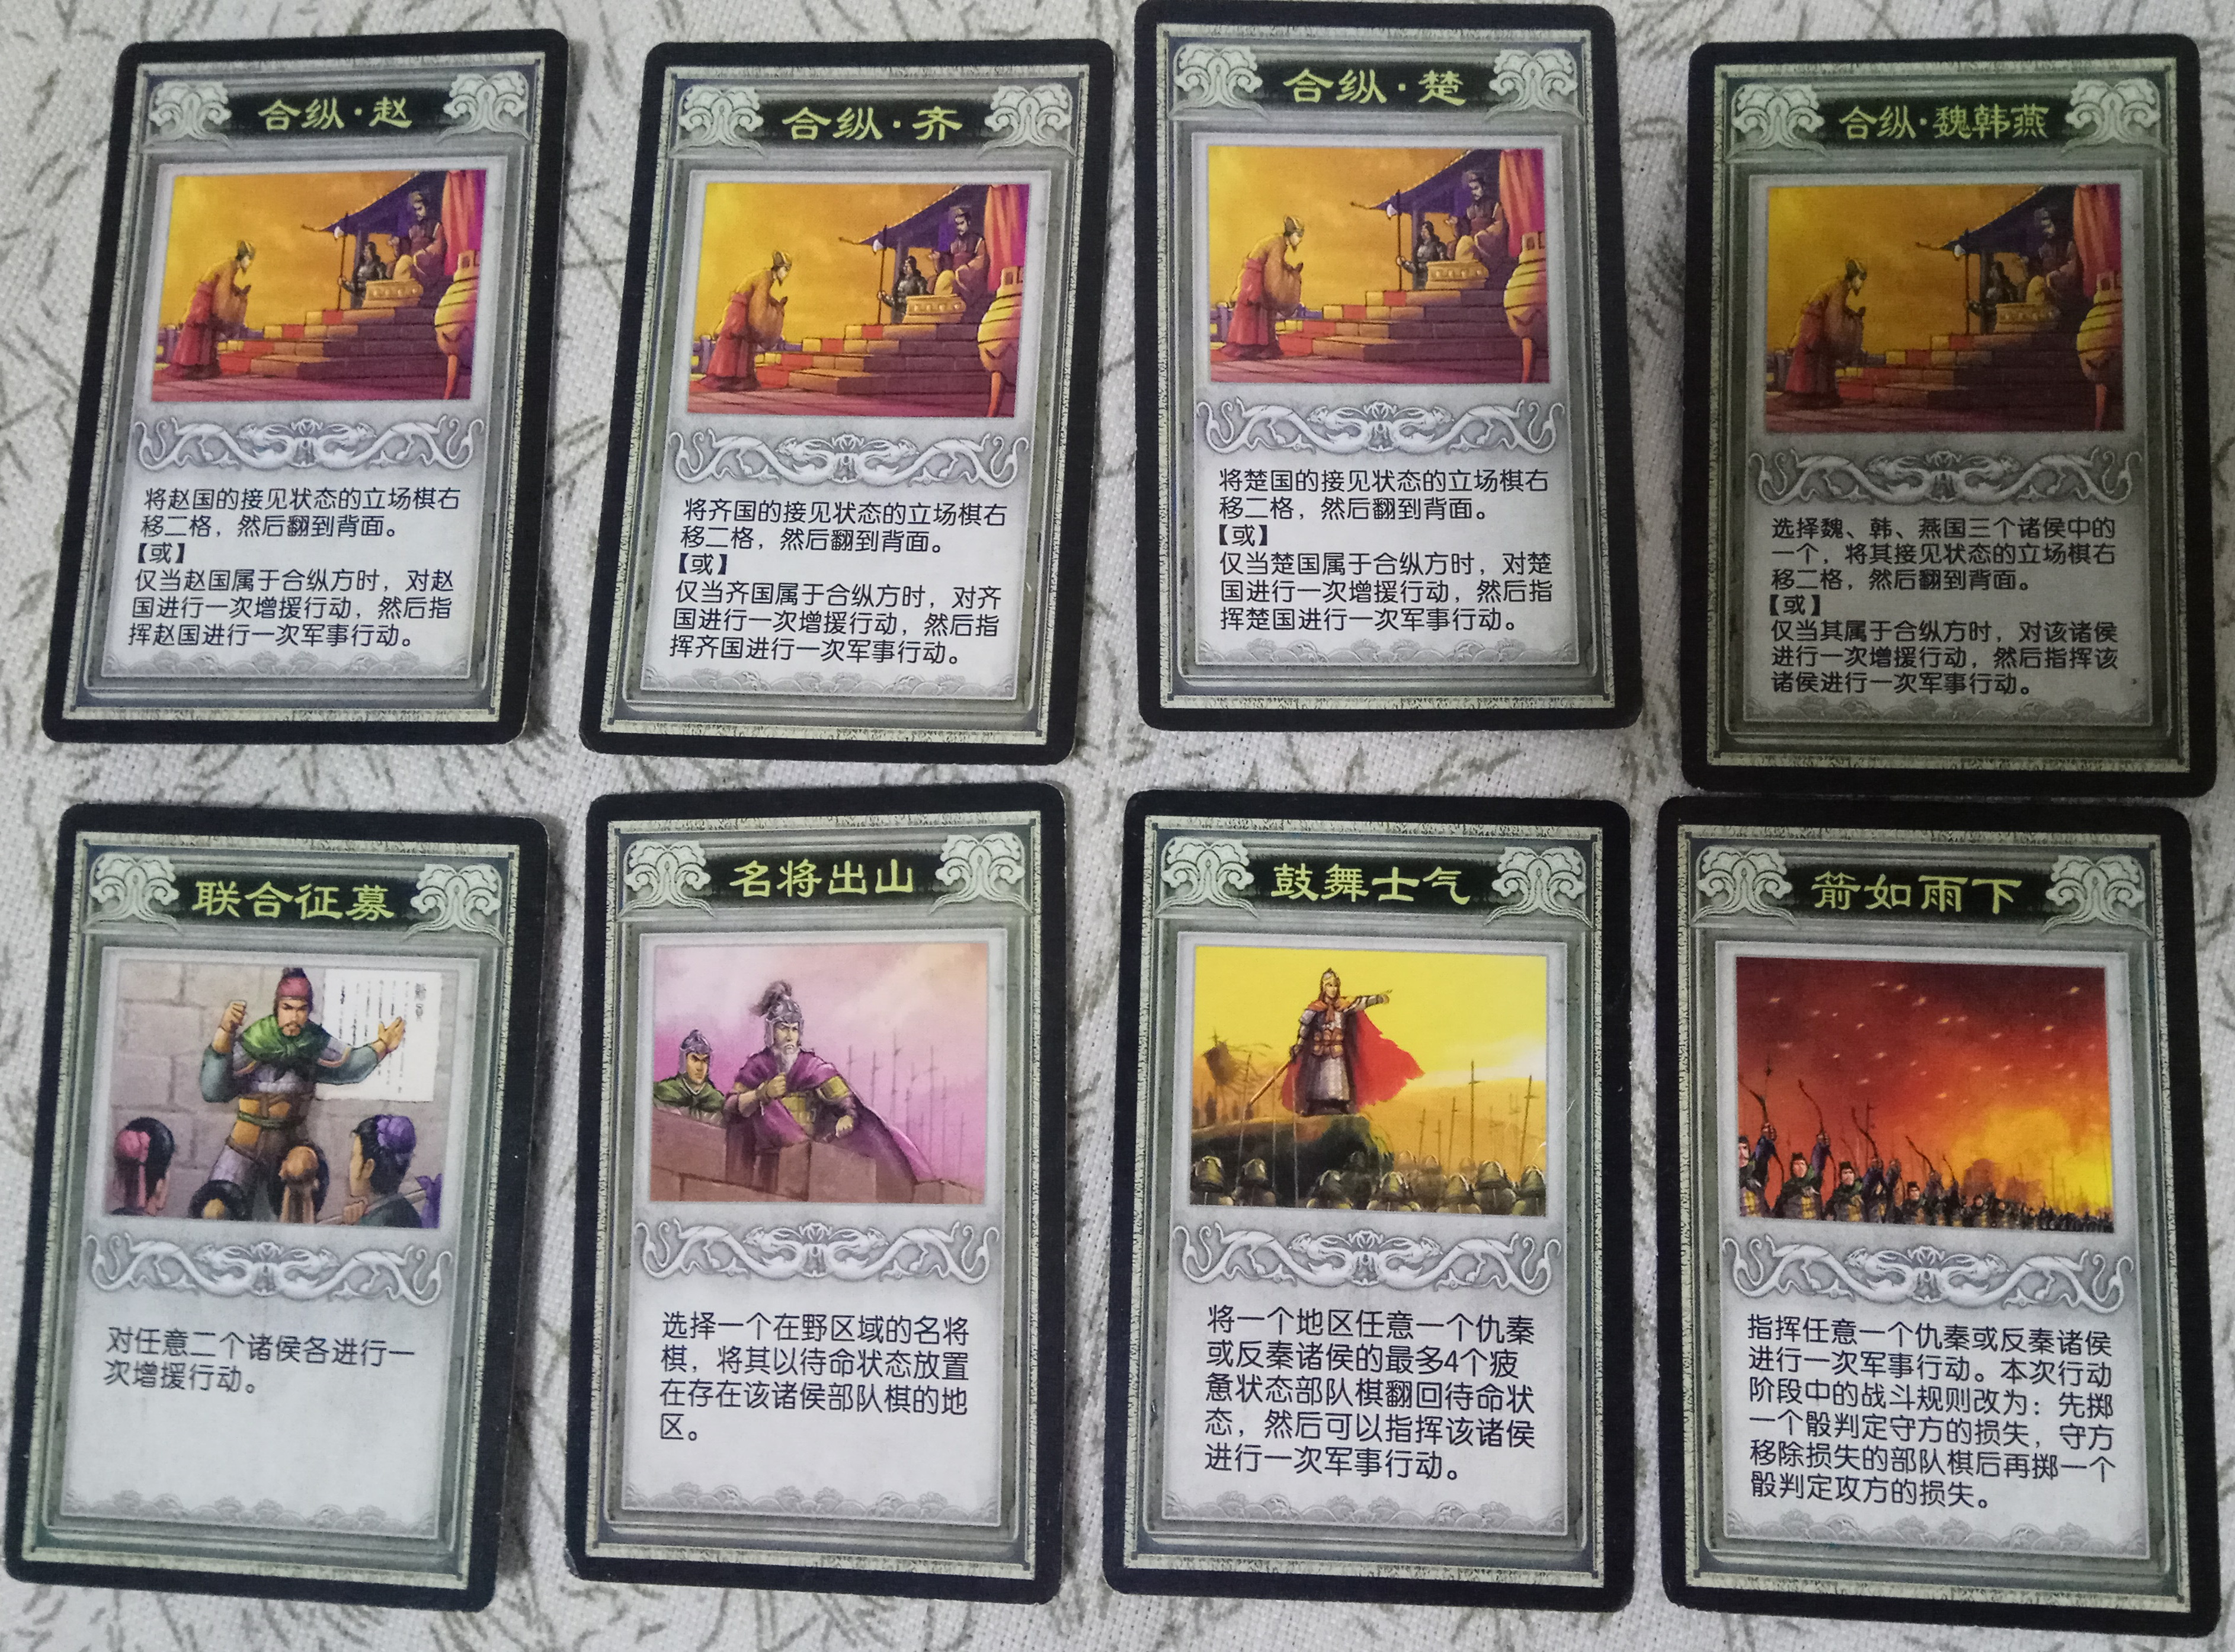 合纵·赵
将赵国的接见状态的立场棋右
移二格，然后翻到背面。
【或】
仅当赵国属于合纵方时，对赵
国进行一次增援行动，然后指
挥赵国进行一次军事行动。
合纵·齐
将齐国的接见状态的立场棋右
移二格，然后翻到背面。
【或】
仅当齐国属于合纵方时，对齐
国进行一次增援行动，然后指
挥齐国进行一次军事行动。
合纵·楚
将楚国的接见状态的立场棋右
移二格，然后翻到背面。
【或】
仅当楚国属于合纵方时，对楚
国进行一次增援行动，然后指
挥楚国进行一次军事行动。
合纵·魏韩燕
选择魏、韩、燕国三个诸侯中的
一个，将其接见状态的立场棋右
移二格，然后翻到背面。
【或】
仅当其属于合纵方时，对该诸侯
进行一次增援行动，然后指挥该
诸侯进行一次军事行动。
联合征募
对任意二个诸侯各进行一
次增援行动。
名将出山
选择一个在野区域的名将
棋，将其以待命状态放置
在存在该诸侯部队棋的地
区。
鼓舞士气
将一个地区任意一个仇秦
或反秦诸侯的最多4个疲
惫状态部队棋翻回待命状
态，然后可以指挥该诸侯
进行一次军事行动。
箭如雨下
指挥任意一个仇秦或反秦诸侯
进行一次军事行动。本次行动
阶段中的战斗规则改为：先掷
一个骰判定守方的损失，守方
移除损失的部队棋后再掷一个
骰判定攻方的损失。